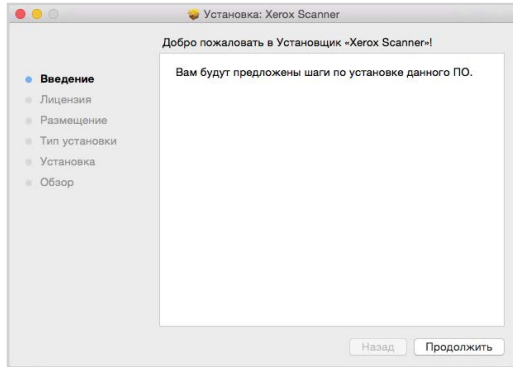 Установка: Xerox Scanner
Добро пожаловать в Установщик «Xerox Scanner»!
Введение
Лицензия
Размещение
Тип установки
Установка
Обзор
Вам будут предложены шаги по установке данного ПО.
Назад
Продолжить